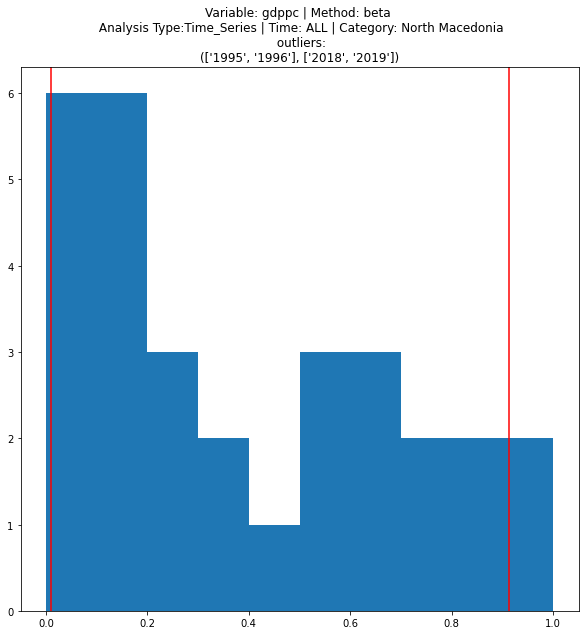 Variable: gdppc | Method: beta
Analysis Type:Time_Series | Time: ALL | Category: North Macedonia
outliers:
(['1995', '1996'], ['2018', '2019'])
6
5
4
3
2
1
0
0.0 0.2 0.4 0.6 0.8 1.0